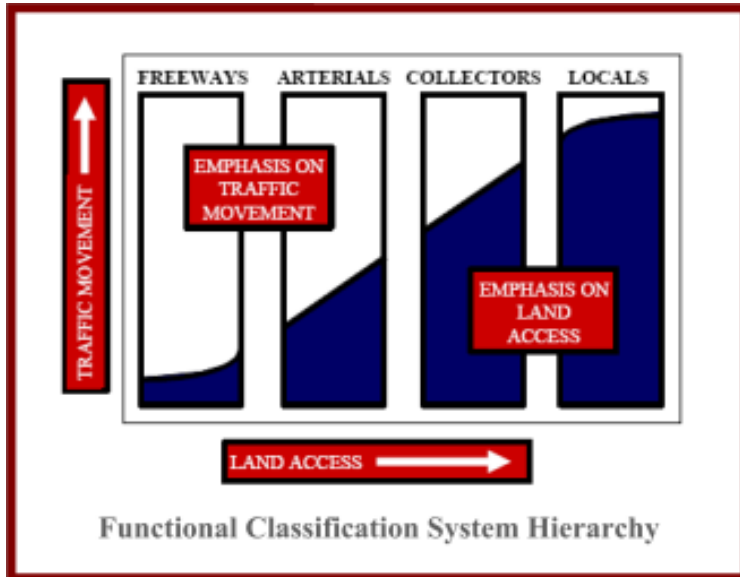 FREEWAYS ARTERIALS COLLECTORS LOCALS
TRAFFIC MOVEMENT
EMPHASIS ON
TRAFFIC
MOVEMENT
EMPHASIS ON
LAND
ACCESS
LAND ACCESS
Functional Classification System Hierarchy